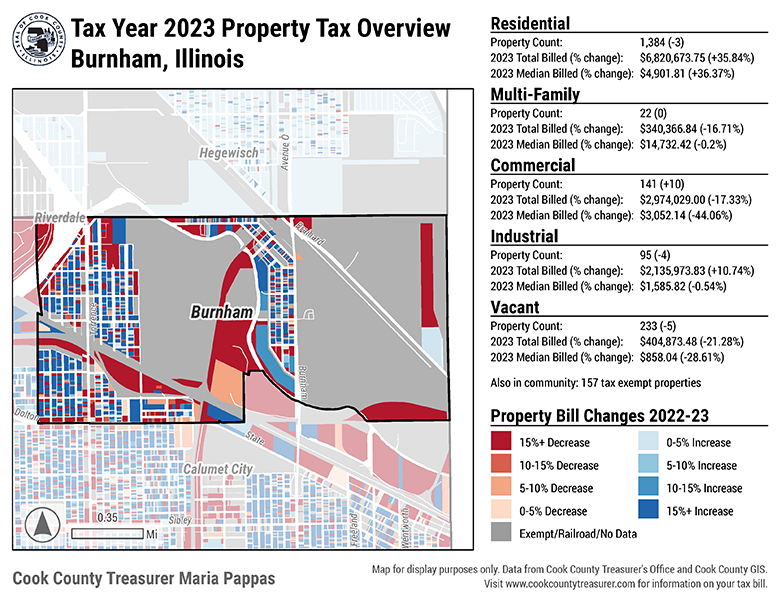 SEAL OF COOK COUNTY
ILLINOIS
Tax Year 2023 Property Tax Overview
Burnham, Illinois
Hegewisch
Avenue O
Riverdale
Burnham
Torrence
Burnham
Dolton
State
Calumet City
Sibley
Freeland
Wentworth
0.35
Mi
Residential
Property Count: 1,384 (-3)
2023 Total Billed (% change): $6,820,673.75 (+35.84%)
2023 Median Billed (% change): $4,901.81 (+36.37%)
Multi-Family
Property Count: 22 (0)
2023 Total Billed (% change): $340,366.84 (-16.71%)
2023 Median Billed (% change): $14,732.42 (-0.2%)
Commercial
Property Count: 141 (+10)
2023 Total Billed (% change): $2,974,029.00 (-17.33%)
2023 Median Billed (% change): $3,052.14 (-44.06%)
Industrial
Property Count: 95 (-4)
2023 Total Billed (% change): $2,135,973.83 (+10.74%)
2023 Median Billed (% change): $1,585.82 (-0.54%)
Vacant
Property Count: 233 (-5)
2023 Total Billed (% change): $404,873.48 (-21.28%)
2023 Median Billed (% change): $858.04 (-28.61%)
Also in community: 157 tax exempt properties
Property Bill Changes 2022-23
15%+ Decrease
10-15% Decrease
5-10% Decrease
0-5% Decrease
Exempt/Railroad/No Data
0-5% Increase
5-10% Increase
10-15% Increase
15%+ Increase
Cook County Treasurer Maria Pappas
Map for display purposes only. Data from Cook County Treasurer's Office and Cook County GIS.
Visit www.cookcountytreasurer.com for information on your tax bill.